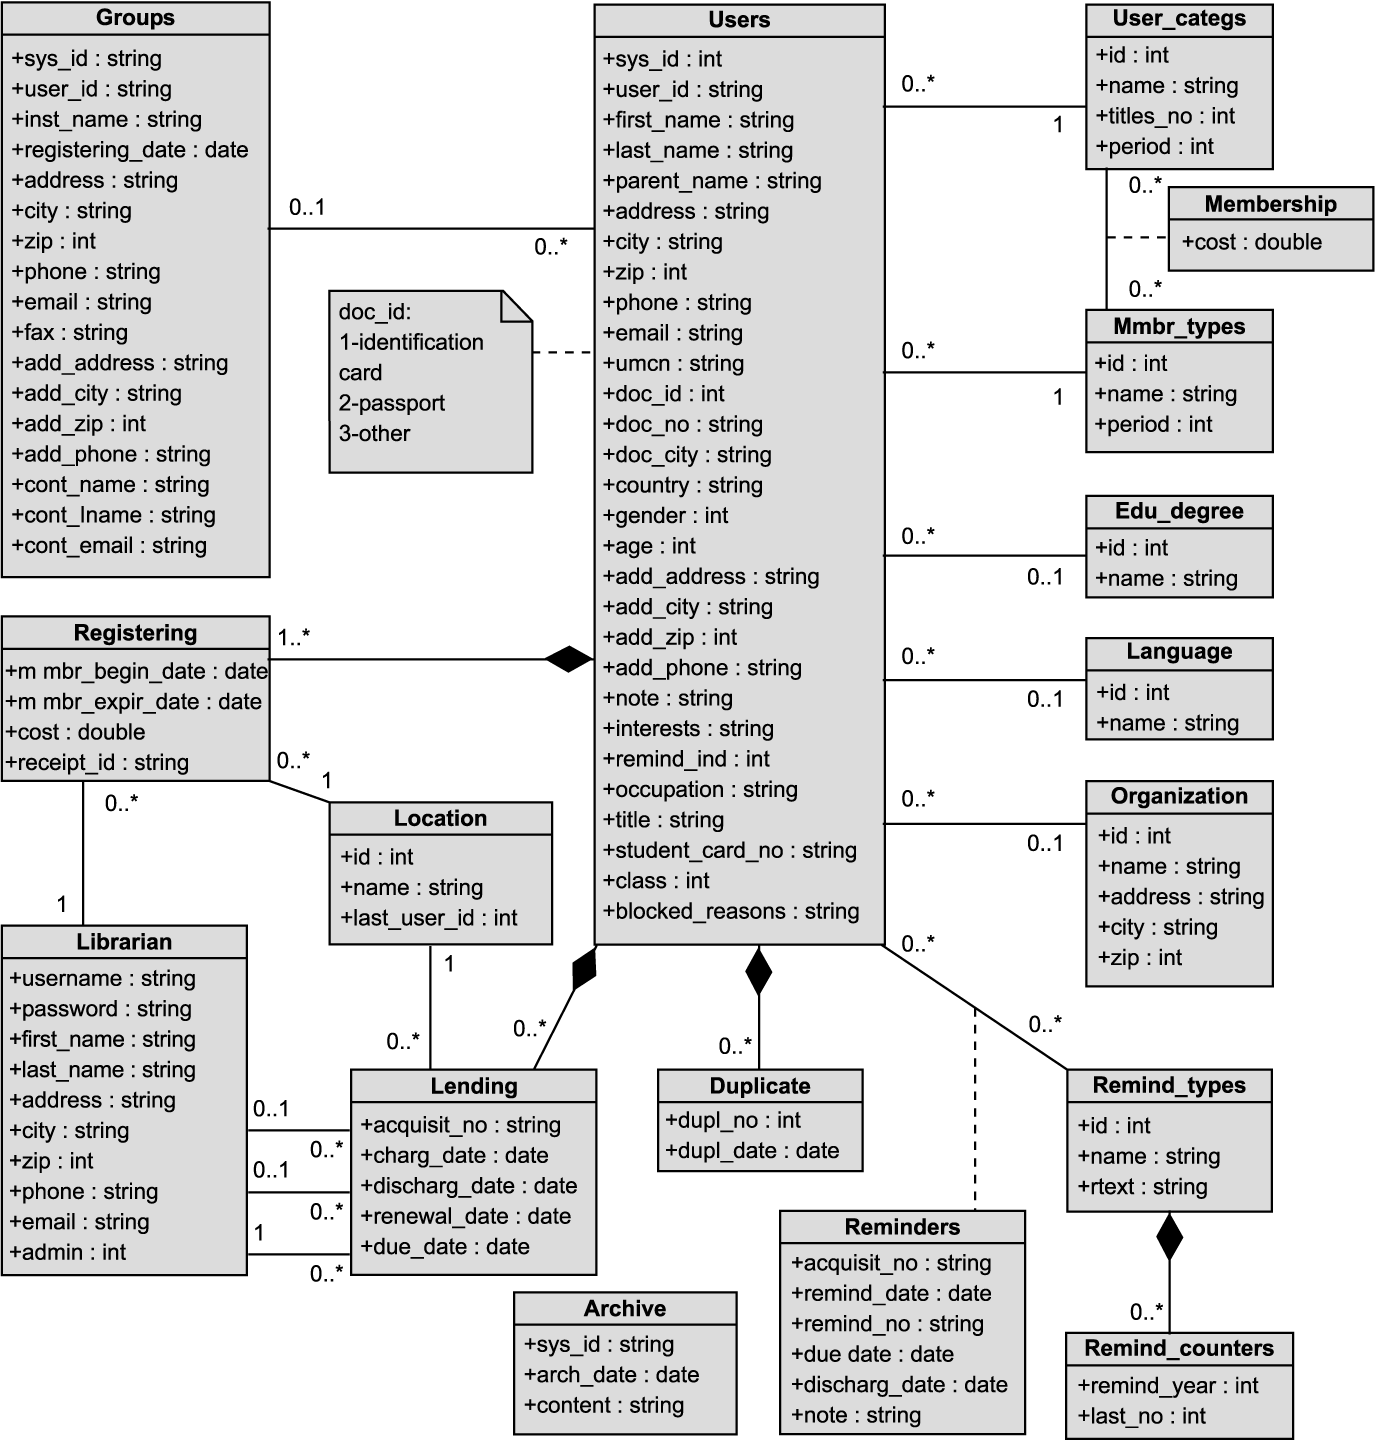 Groups
+sys_id : string
+user_id : string
+inst_name : string
+registering_date : date
+address : string
+city : string
+zip : int
+phone : string
+email : string
+fax : string
+add_address : string
+add_city : string
+add_zip : int
+add_phone : string
+cont_name : string
+cont_lname : string
+cont_email : string
0..1
0..*
doc_id:
1-identification
card
2-passport
3-other
Users
+sys_id : int
+user_id : string
+first_name : string
+last_name : string
+parent_name : string
+address : string
+city : string
+zip : int
+phone : string
+email : string
+umcn : string
+doc_id : int
+doc_no : string
+doc_city : string
+country : string
+gender : int
+age : int
+add_address : string
+add_city : string
+add_zip : int
+add_phone : string
+note : string
+interests : string
+remind_ind : int
+occupation : string
+title : string
+student_card_no : string
+class : int
+blocked_reasons : string
0..*
1
User_categs
+id : int
+name : string
+titles_no : int
+period : int
0..*
Membership
+cost : double
0..*
0..*
1
Mmbr_types
+id : int
+name : string
+period : int
0..*
0..1
Edu_degree
+id : int
+name : string
0..*
0..1
Language
+id : int
+name : string
0..*
0..1
Organization
+id : int
+name : string
+address : string
+city : string
+zip : int
Registering
+m mbr_begin_date : date
+m mbr_expir_date : date
+cost : double
+receipt_id : string
1..*
0..*
1
0..*
1
Location
+id : int
+name : string
+last_user_id : int
1
0..*
Librarian
+username : string
+password : string
+first_name : string
+last_name : string
+address : string
+city : string
+zip : int
+phone : string
+email : string
+admin : int
0..1
0..*
0..1
0..*
1
0..*
0..*
Lending
+acquisit_no : string
+charg_date : date
+discharg_date : date
+renewal_date : date
+due_date : date
0..*
Duplicate
+dupl_no : int
+dupl_date : date
0..*
0..*
Remind_types
+id : int
+name : string
+rtext : string
Reminders
+acquisit_no : string
+remind_date : date
+remind_no : string
+due date : date
+discharg_date : date
+note : string
0..*
Remind_counters
+remind_year : int
+last_no : int
Archive
+sys_id : string
+arch_date : date
+content : string